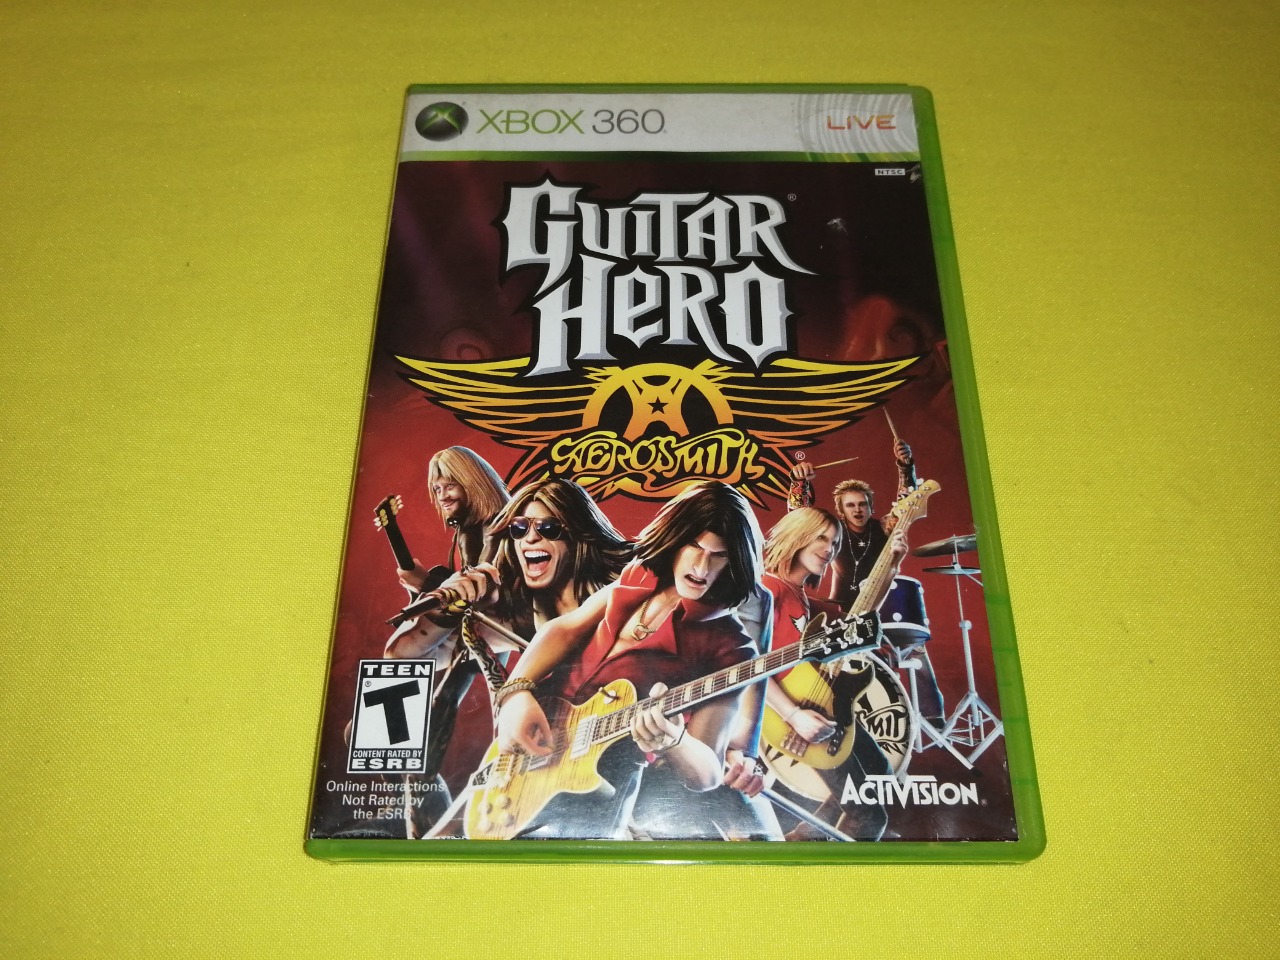 XBOX 360
LIVE
NTSC
GUITAR®
HERO
AEROSMITH®
TEEN
T
®
CONTENT RATED BY
ESRB
Online Interactions
Not Rated by
the ESRB
SMIT
ACTIVISION®